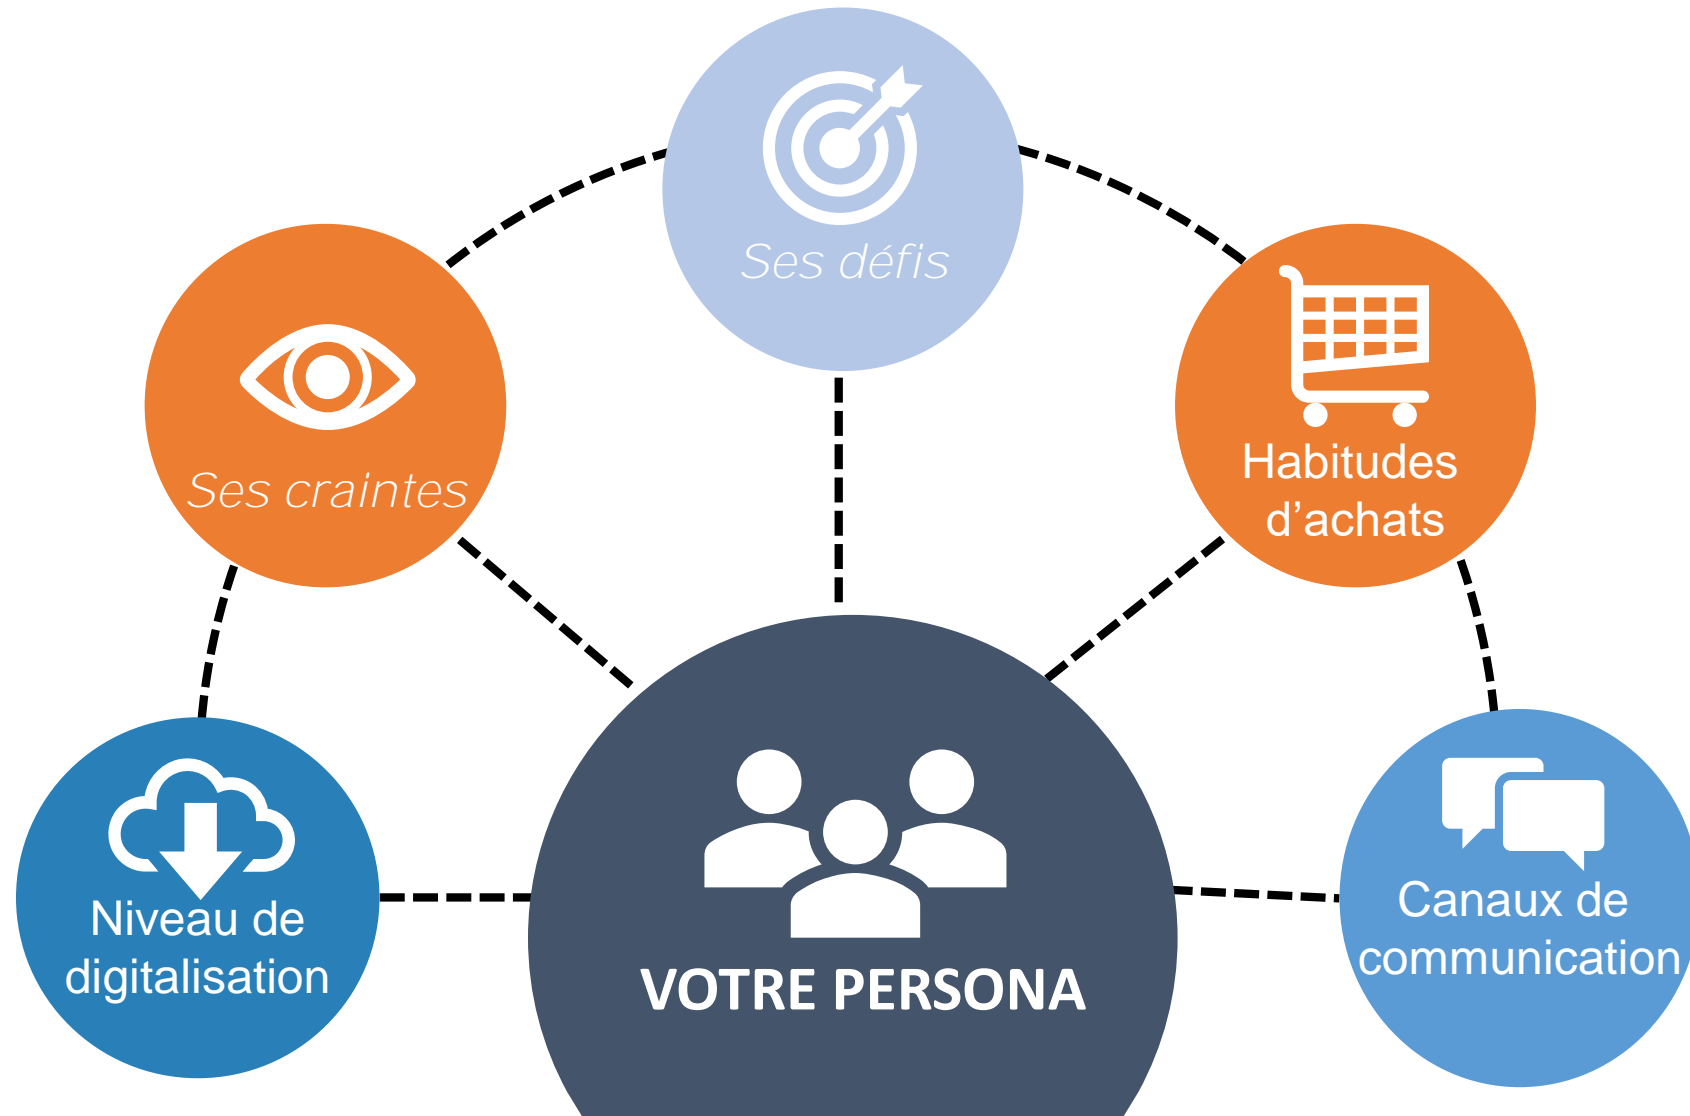 Ses défis
Ses craintes
Habitudes
d’achats
Niveau de
digitalisation
Canaux de
communication
VOTRE PERSONA